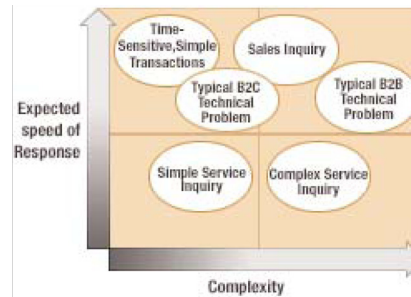 Time-
Sensitive,Simple
Transactions
Sales Inquiry
Typical B2C
Technical
Problem
Typical B2B
Technical
Problem
Expected
speed of
Response
Simple Service
Inquiry
Complex Service
Inquiry
Complexity